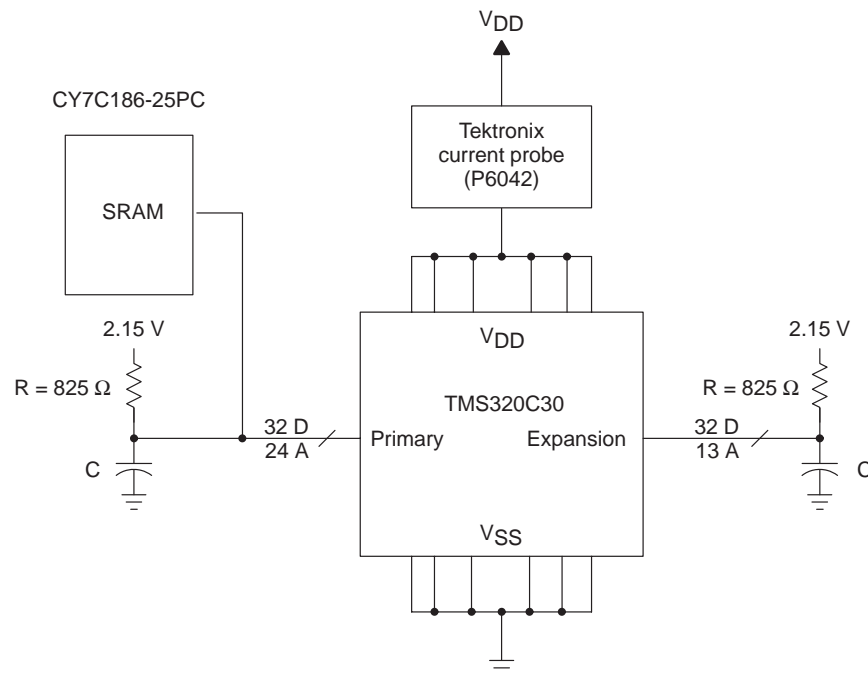 VDD
CY7C186-25PC
Tektronix
current probe
(P6042)
SRAM
2.15 V
R = 825 Ω
C
32 D
24 A
VDD
TMS320C30
Primary
Expansion
VSS
32 D
13 A
2.15 V
R = 825 Ω
C